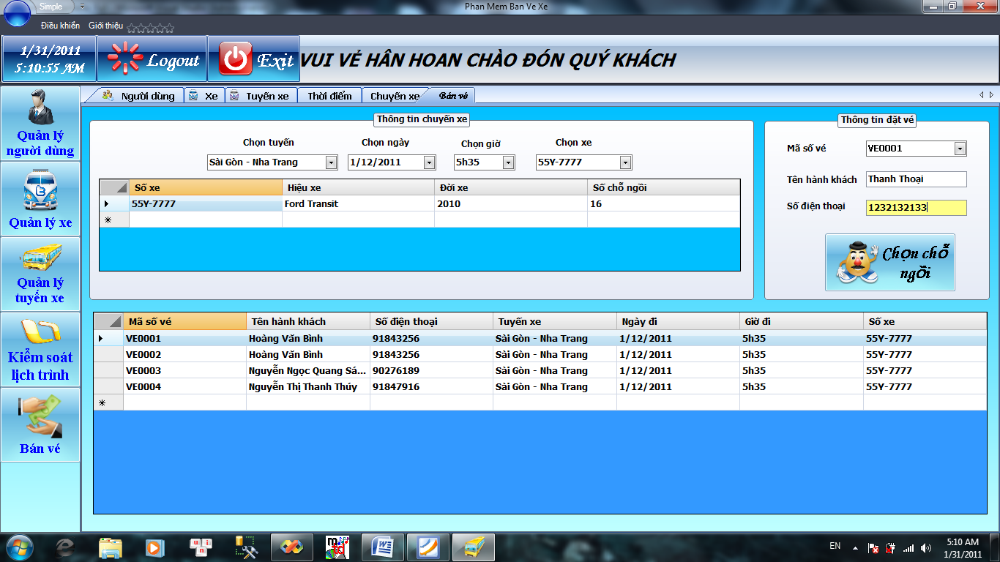 Simple
Phan Mem Ban Ve Xe
Điều khiển Giới thiệu
1/31/2011
5:10:55 AM
Logout
Exit
VUI VẺ HÂN HOAN CHÀO ĐÓN QUÝ KHÁCH
Quản lý
người dùng
Quản lý xe
Quản lý
tuyến xe
Kiểm soát
lịch trình
Bán vé
Người dùng Xe Tuyến xe Thời điểm Chuyến xe Bán vé
Thông tin chuyến xe
Chọn tuyến Chọn ngày Chọn giờ Chọn xe
Sài Gòn - Nha Trang 1/12/2011 5h35 55Y-7777
Số xe Hiệu xe Đời xe Số chỗ ngồi
55Y-7777 Ford Transit 2010 16
Thông tin đặt vé
Mã số vé VE0001
Tên hành khách Thanh Thoại
Số điện thoại 1232132133
Chọn chỗ
ngồi
Mã số vé Tên hành khách Số điện thoại Tuyến xe Ngày đi Giờ đi Số xe
VE0001 Hoàng Văn Bình 91843256 Sài Gòn - Nha Trang 1/12/2011 5h35 55Y-7777
VE0002 Hoàng Văn Bình 91843256 Sài Gòn - Nha Trang 1/12/2011 5h35 55Y-7777
VE0003 Nguyễn Ngọc Quang Sá... 90276189 Sài Gòn - Nha Trang 1/12/2011 5h35 55Y-7777
VE0004 Nguyễn Thị Thanh Thúy 91847916 Sài Gòn - Nha Trang 1/12/2011 5h35 55Y-7777
EN
5:10 AM
1/31/2011